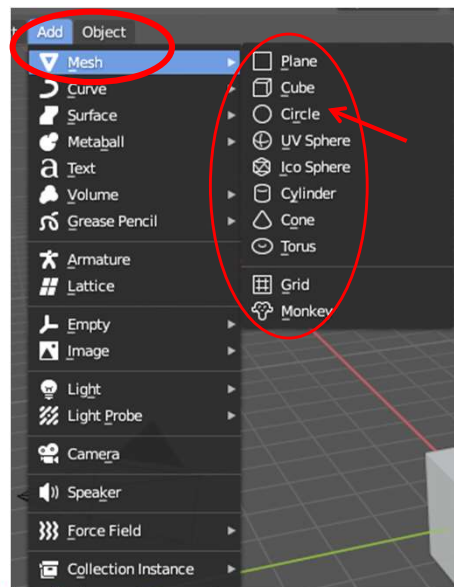 Add Object
Mesh
Curve
Surface
Metaball
Text
Volume
Grease Pencil
Armature
Lattice
Empty
Image
Light
Light Probe
Camera
Speaker
Force Field
Collection Instance
Plane
Cube
Circle
UV Sphere
Ico Sphere
Cylinder
Cone
Torus
Grid
Monkey